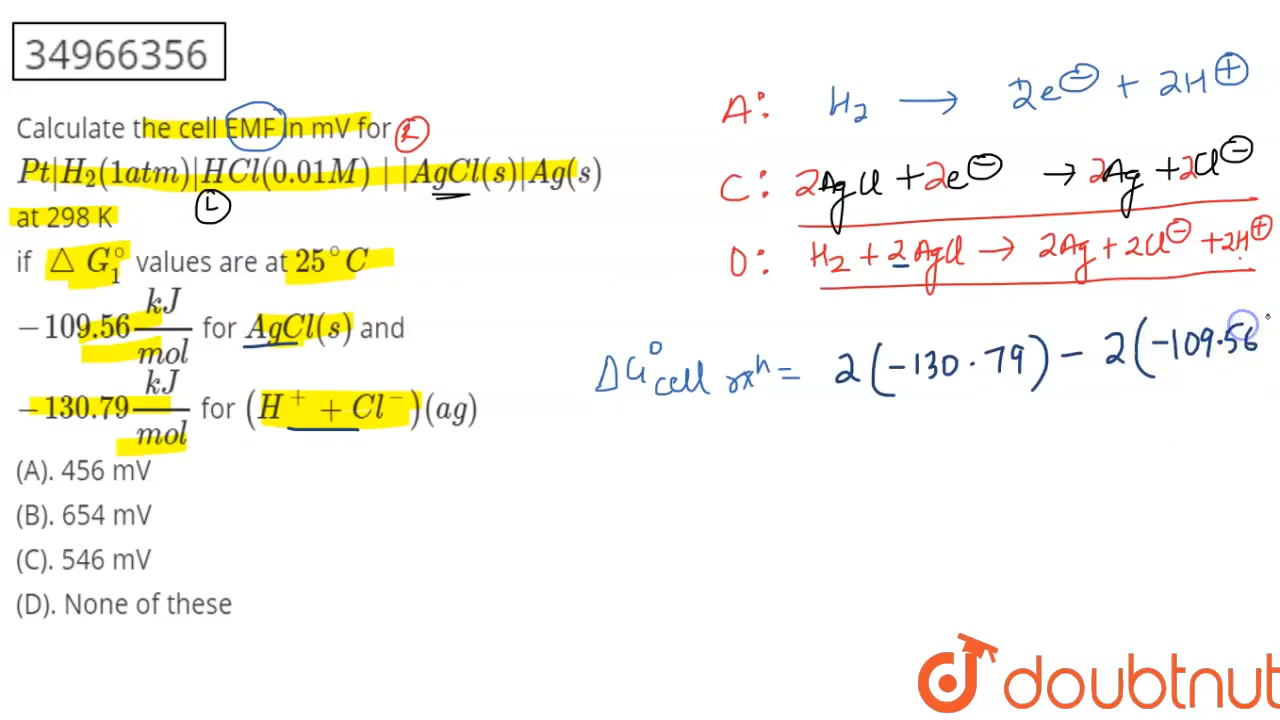 34966356
Calculate the cell EMF in mV for
Pt|H₂(1atm)|HCl(0.01M) | |AgCl(s)|Ag(s)
L
at 298 K
if △ G₁° values are at 25°C
−109.56 kJ/mol for AgCl(s) and
−130.79 kJ/mol for (H⁺ + Cl⁻)(ag)
(A). 456 mV
(B). 654 mV
(C). 546 mV
(D). None of these
A: H₂ → 2e⊖ + 2H⊕
C: 2AgCl + 2e⊖ → 2Ag + 2Cl⊖
O: H₂ + 2AgCl → 2Ag + 2Cl⊖ + 2H⊕
ΔG°cell rxⁿ = 2(−130.79) − 2(−109.56
doubtnut